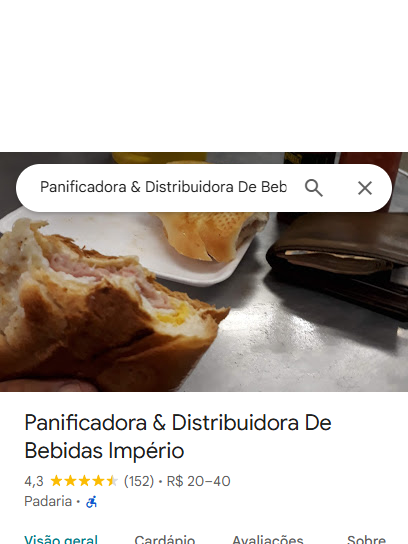 Panificadora & Distribuidora De Beb
Panificadora & Distribuidora De
Bebidas Império
4,3 (152) • R$ 20–40
Padaria •
Visão geral Cardápio Avaliações Sobre